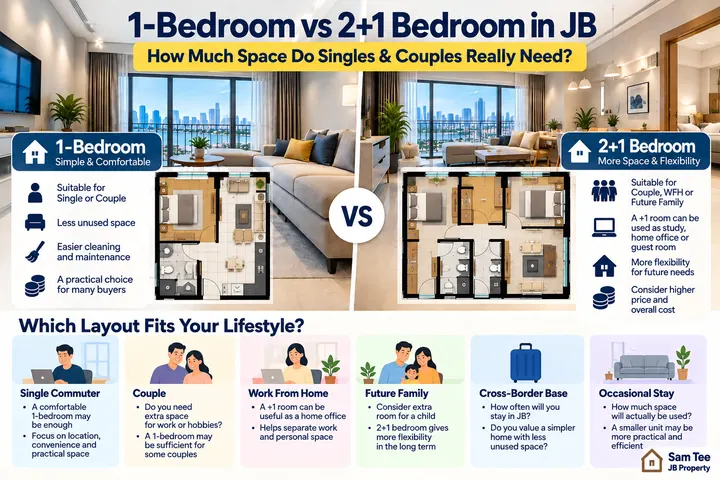 1-Bedroom vs 2+1 Bedroom in JB
How Much Space Do Singles & Couples Really Need?
1-Bedroom
Simple & Comfortable
Suitable for
Single or Couple
Less unused space
Easier cleaning
and maintenance
A practical choice
for many buyers
VS
2+1 Bedroom
More Space & Flexibility
Suitable for
Couple, WFH or
Future Family
A +1 room can be
used as study,
home office or
guest room
More flexibility
for future needs
Consider higher
price and
overall cost
Which Layout Fits Your Lifestyle?
Single Commuter
• A comfortable
1-bedroom may
be enough
• Focus on location,
convenience and
practical space
Couple
• Do you need
extra space
for work or hobbies?
• A 1-bedroom may
be sufficient for
some couples
Work From Home
• A +1 room can be
useful as a home office
• Helps separate work
and personal space
Future Family
• Consider extra
room for a child
• 2+1 bedroom gives
more flexibility
in the long term
Cross-Border Base
• How often will you
stay in JB?
• Do you value a simpler
home with less
unused space?
Occasional Stay
• How much space
will actually be used?
• A smaller unit may be
more practical and
efficient
Sam Tee
JB Property